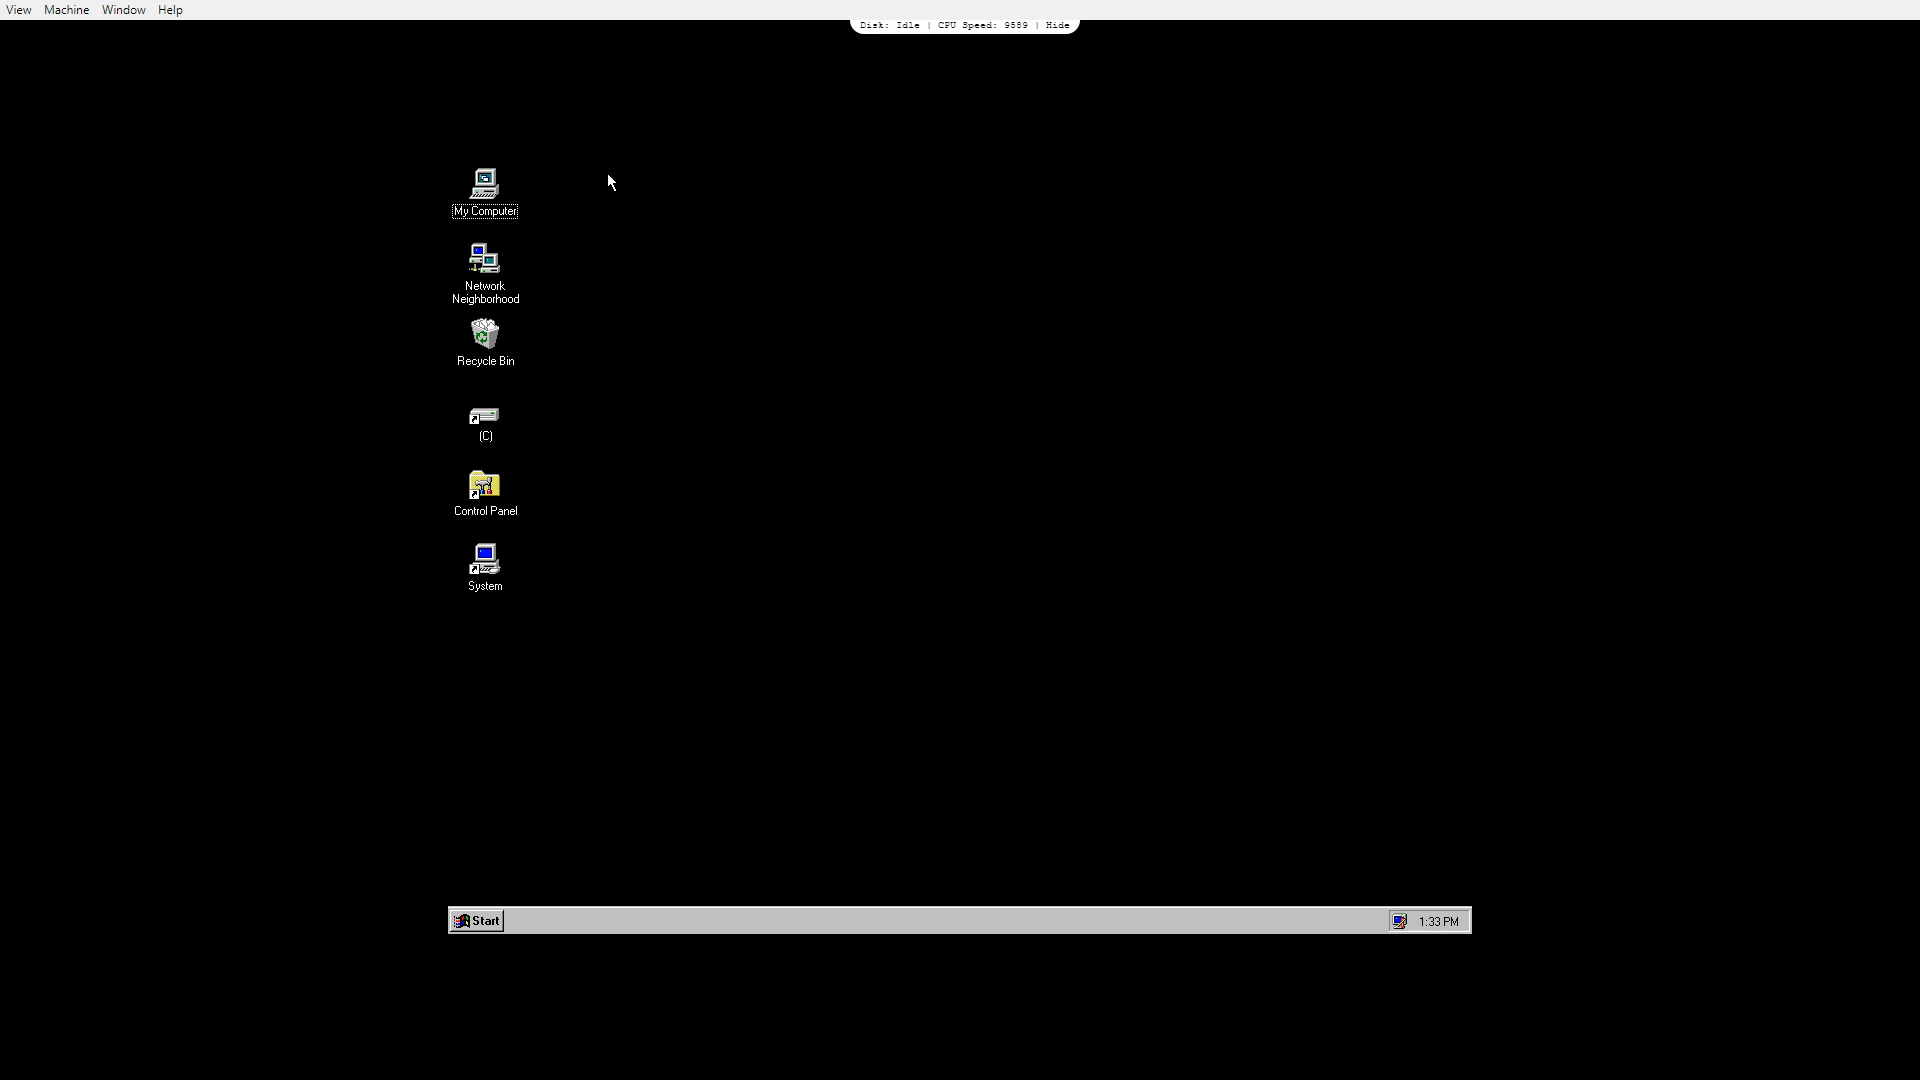 View Machine Window Help
Disk: Idle | CPU Speed: 9589 | Hide
My Computer
Network
Neighborhood
Recycle Bin
(C)
Control Panel
System
Start
1:33 PM